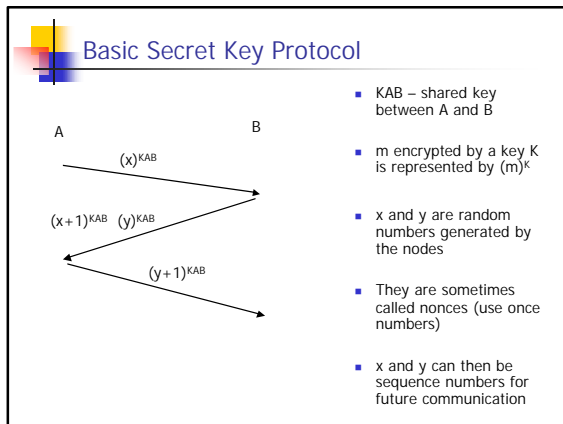 Basic Secret Key Protocol
A
B
(x)^KAB
(x+1)^KAB (y)^KAB
(y+1)^KAB
KAB – shared key
between A and B
m encrypted by a key K
is represented by (m)^K
x and y are random
numbers generated by
the nodes
They are sometimes
called nonces (use once
numbers)
x and y can then be
sequence numbers for
future communication